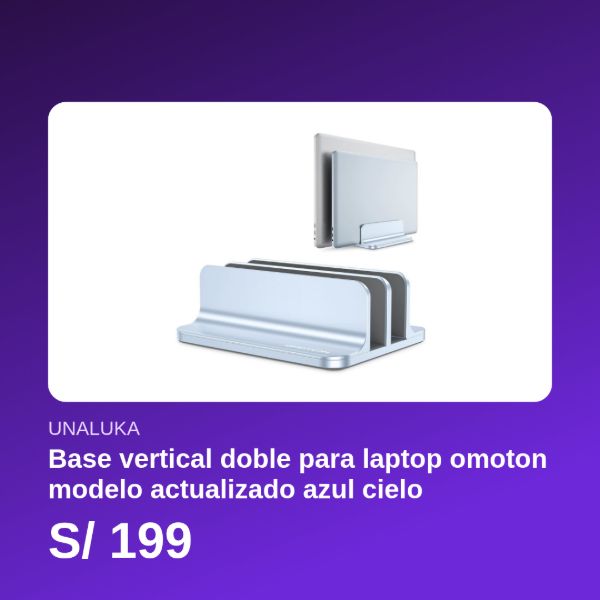 UNALUKA
Base vertical doble para laptop omoton
modelo actualizado azul cielo
S/ 199